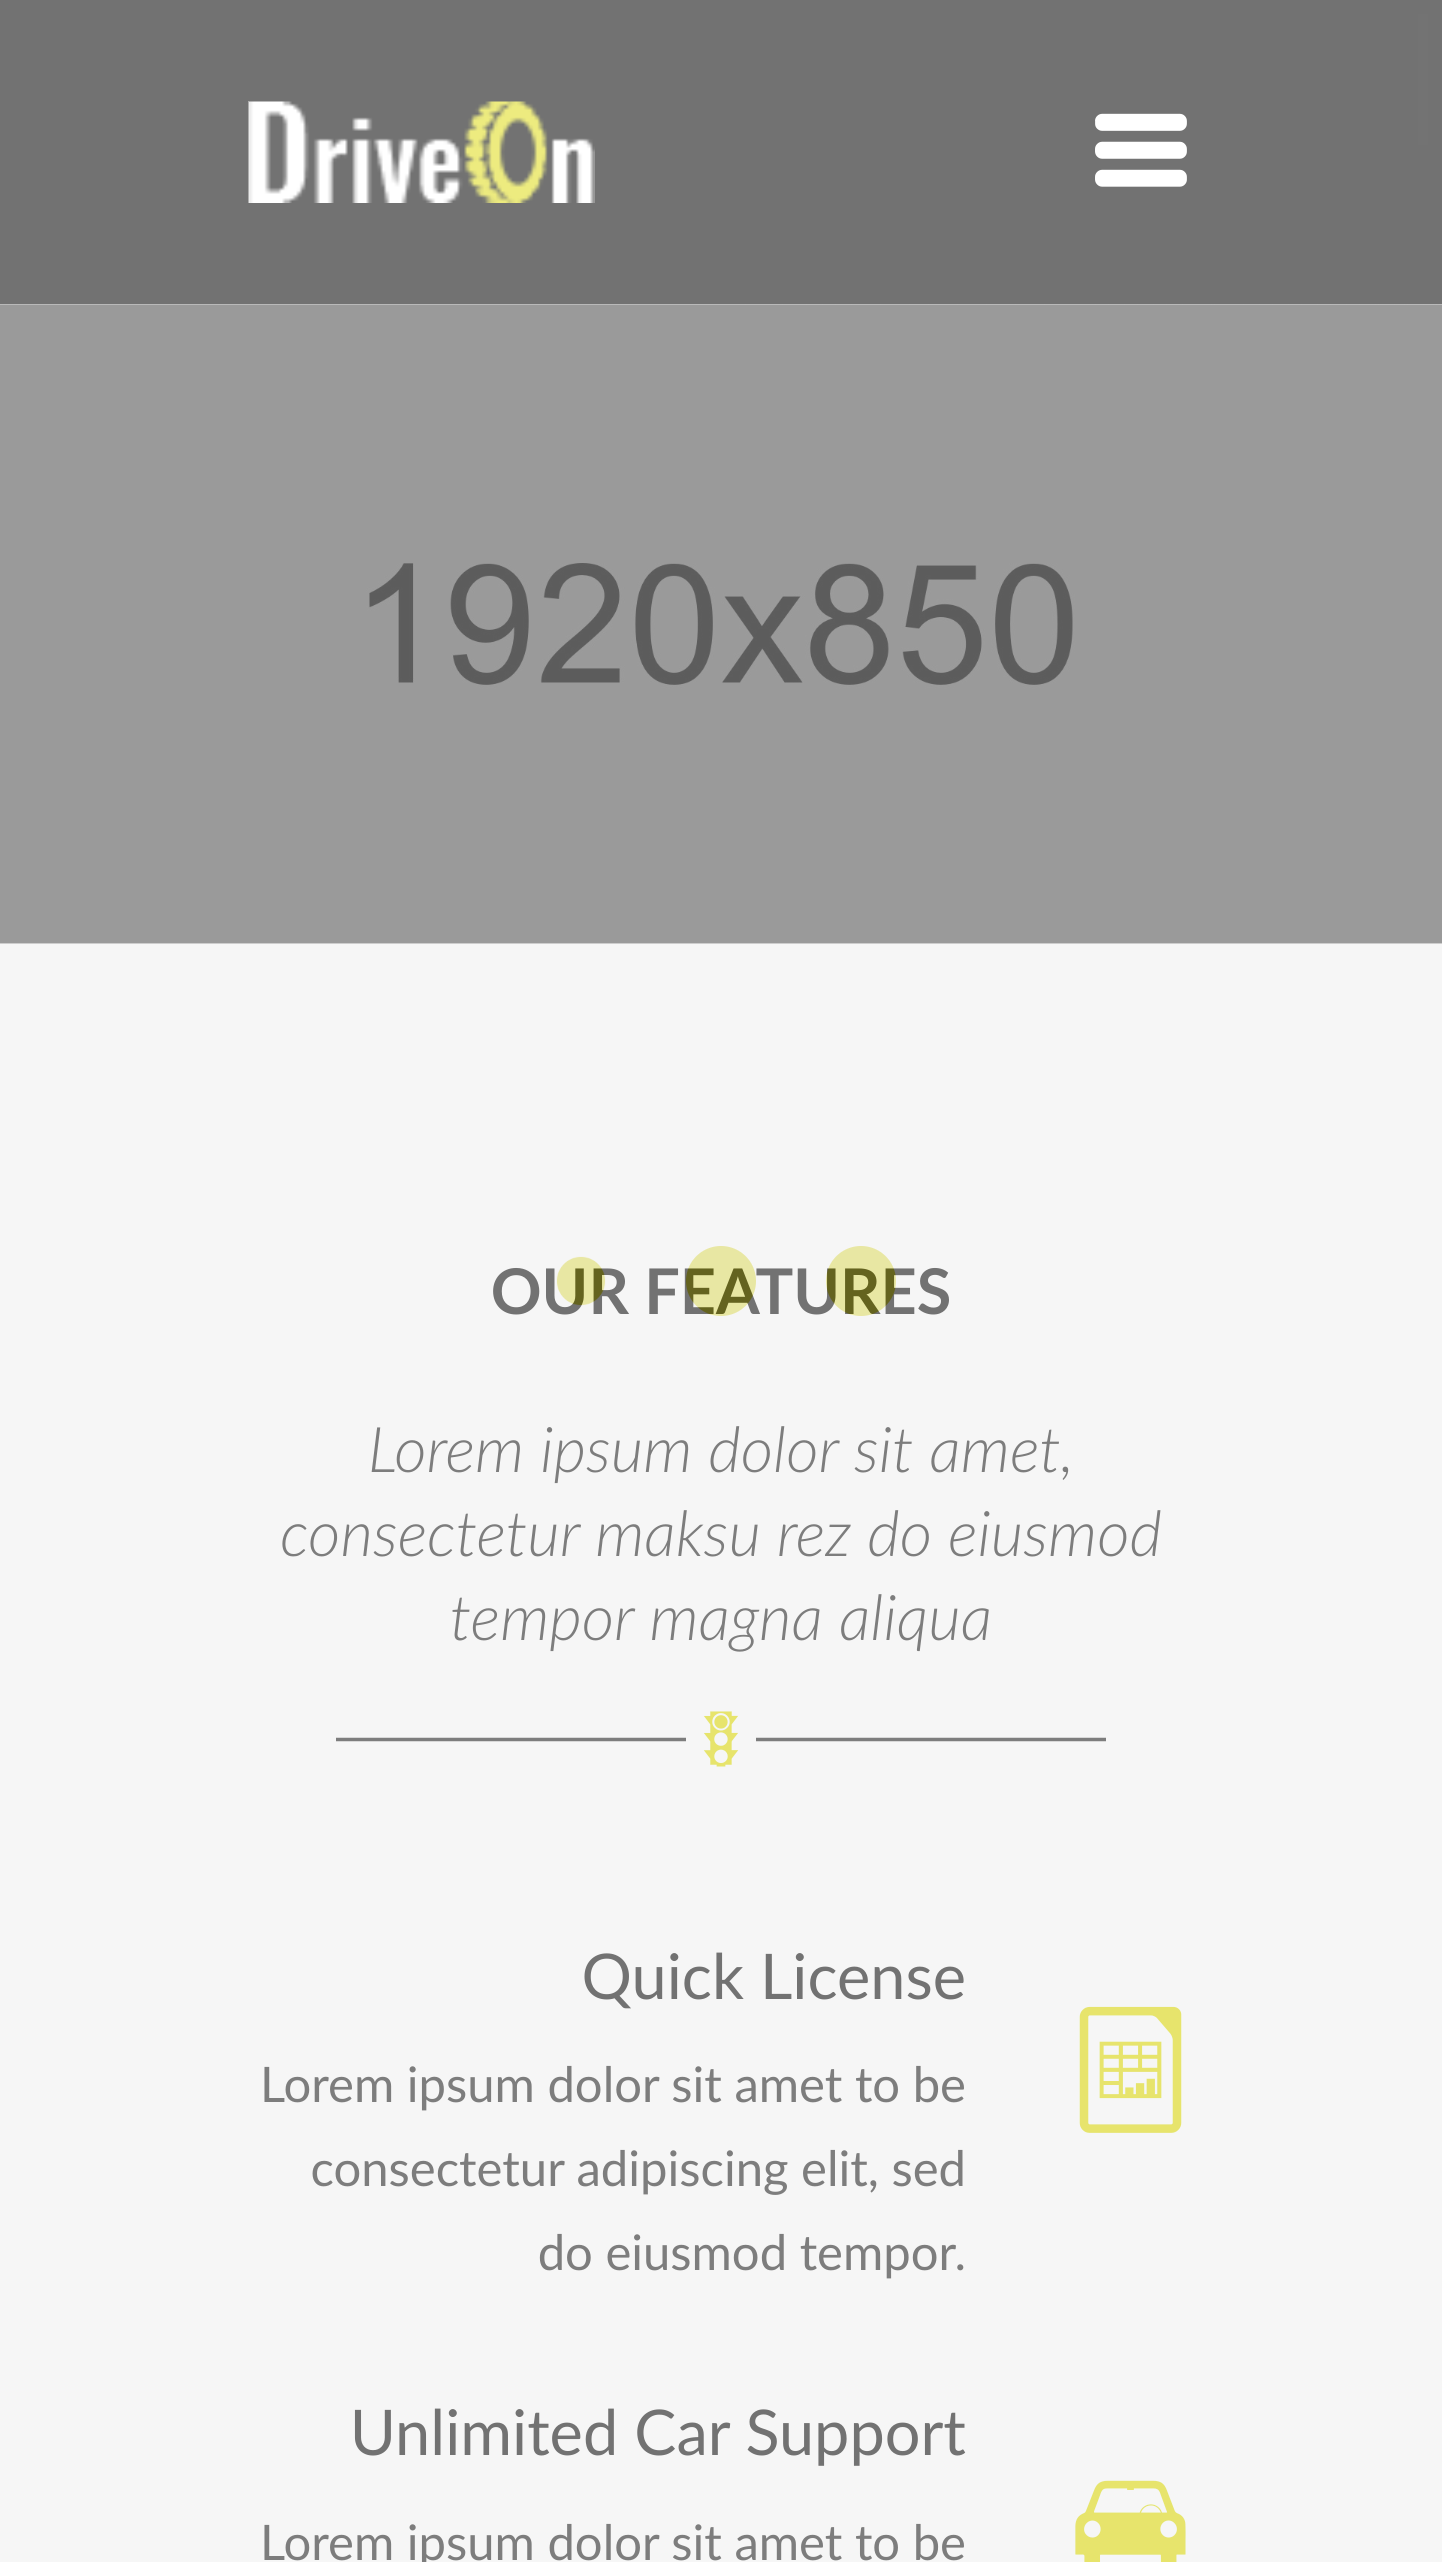 DriveOn
1920x850
OUR FEATURES
Lorem ipsum dolor sit amet,
consectetur maksu rez do eiusmod
tempor magna aliqua
Quick License
Lorem ipsum dolor sit amet to be
consectetur adipiscing elit, sed
do eiusmod tempor.
Unlimited Car Support
Lorem ipsum dolor sit amet to be